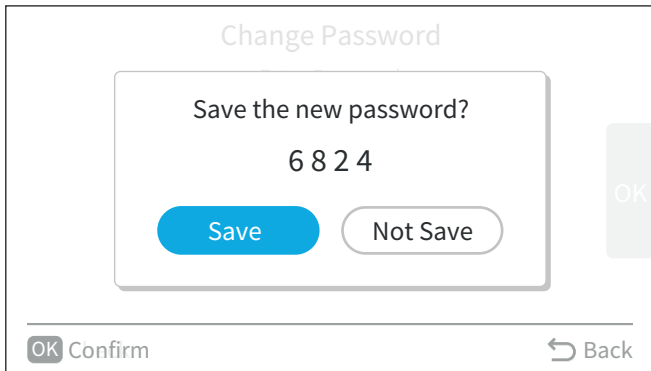 Change Password
Save the new password?
6 8 2 4
Save
Not Save
OK
OK Confirm
Back